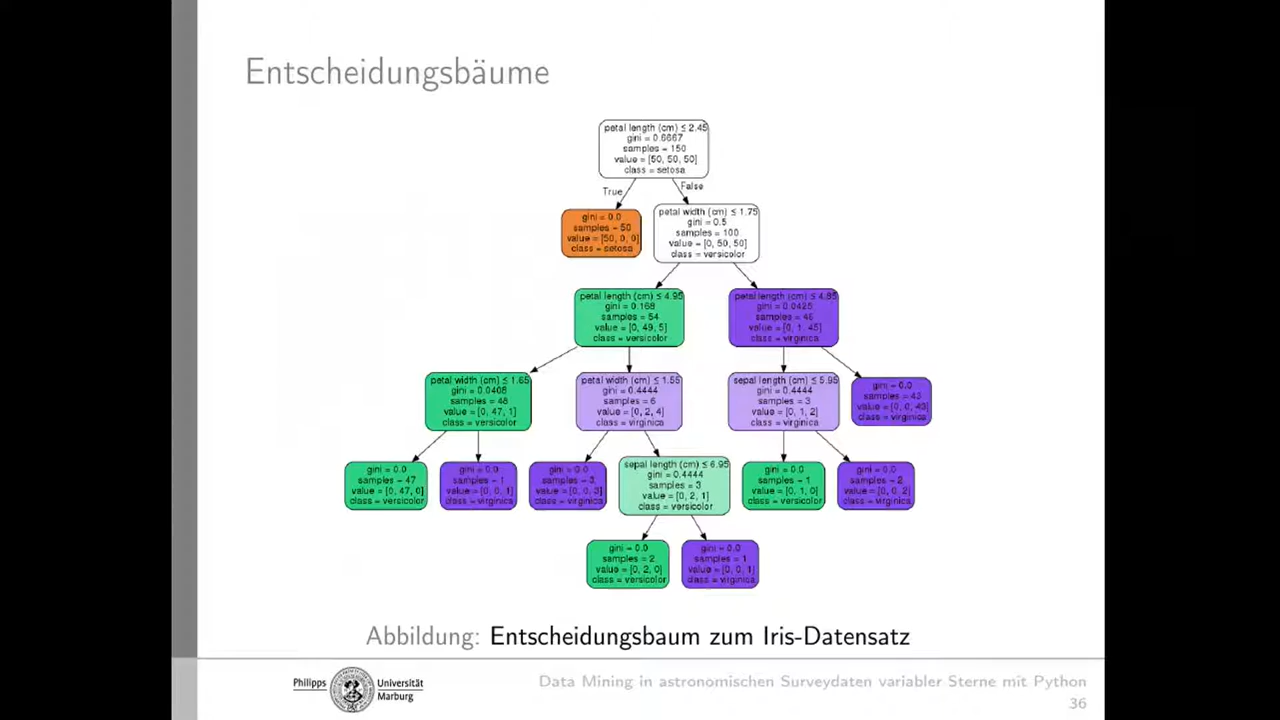 Entscheidungsbäume
petal length (cm) ≤ 2.45
gini = 0.6667
samples = 150
value = [50, 50, 50]
class = setosa
True
False
gini = 0.0
samples = 50
value = [50, 0, 0]
class = setosa
petal width (cm) ≤ 1.75
gini = 0.5
samples = 100
value = [0, 50, 50]
class = versicolor
petal length (cm) ≤ 4.95
gini = 0.168
samples = 54
value = [0, 49, 5]
class = versicolor
petal length (cm) ≤ 4.85
gini = 0.0425
samples = 46
value = [0, 1, 45]
class = virginica
petal width (cm) ≤ 1.65
gini = 0.0408
samples = 48
value = [0, 47, 1]
class = versicolor
petal width (cm) ≤ 1.55
gini = 0.4444
samples = 6
value = [0, 2, 4]
class = virginica
sepal length (cm) ≤ 5.95
gini = 0.4444
samples = 3
value = [0, 1, 2]
class = virginica
gini = 0.0
samples = 43
value = [0, 0, 43]
class = virginica
gini = 0.0
samples = 47
value = [0, 47, 0]
class = versicolor
gini = 0.0
samples = 1
value = [0, 0, 1]
class = virginica
gini = 0.0
samples = 3
value = [0, 0, 3]
class = virginica
sepal length (cm) ≤ 6.95
gini = 0.4444
samples = 3
value = [0, 2, 1]
class = versicolor
gini = 0.0
samples = 1
value = [0, 1, 0]
class = versicolor
gini = 0.0
samples = 2
value = [0, 0, 2]
class = virginica
gini = 0.0
samples = 2
value = [0, 2, 0]
class = versicolor
gini = 0.0
samples = 1
value = [0, 0, 1]
class = virginica
Abbildung: Entscheidungsbaum zum Iris-Datensatz
Philipps Universität
Marburg
Data Mining in astronomischen Surveydaten variabler Sterne mit Python
36